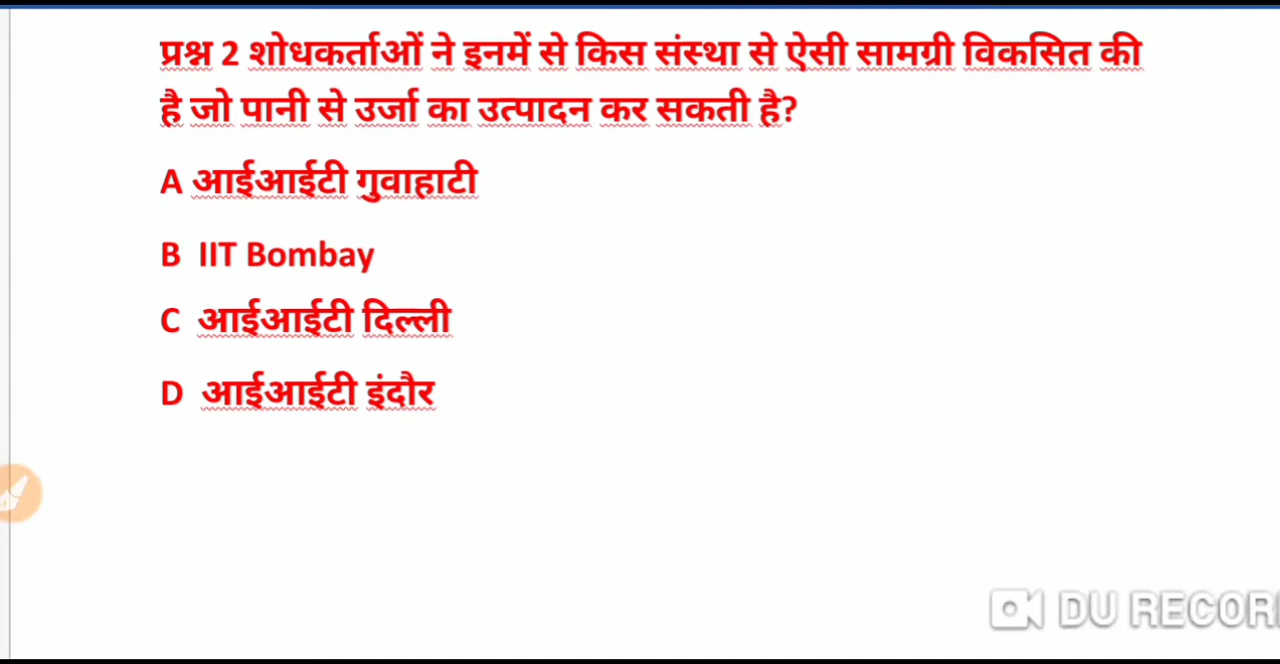 प्रश्न 2 शोधकर्ताओं ने इनमें से किस संस्था से ऐसी सामग्री विकसित की
है जो पानी से उर्जा का उत्पादन कर सकती है?
A आईआईटी गुवाहाटी
B IIT Bombay
C आईआईटी दिल्ली
D आईआईटी इंदौर
DU RECOR